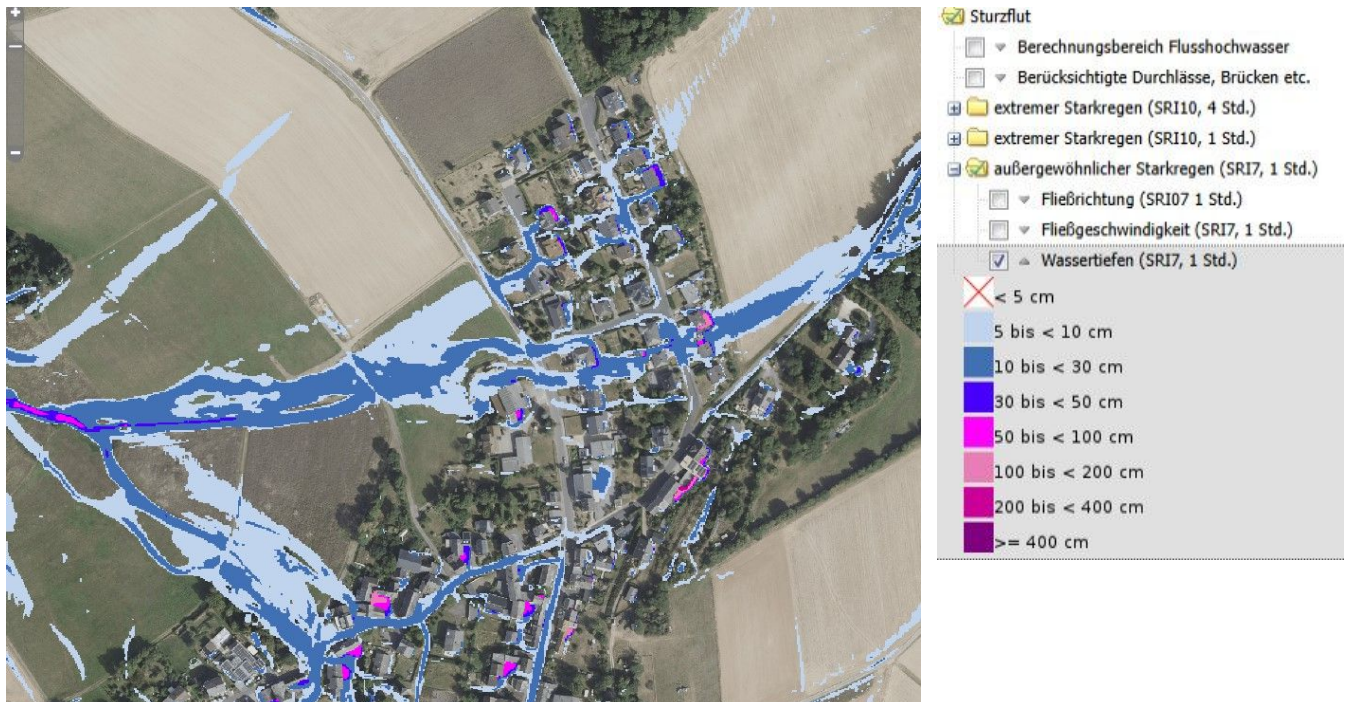 Sturzflut
Berechnungsbereich Flusshochwasser
Berücksichtigte Durchlässe, Brücken etc.
extremer Starkregen (SRI10, 4 Std.)
extremer Starkregen (SRI10, 1 Std.)
außergewöhnlicher Starkregen (SRI7, 1 Std.)
Fließrichtung (SRI07 1 Std.)
Fließgeschwindigkeit (SRI7, 1 Std.)
Wassertiefen (SRI7, 1 Std.)
< 5 cm
5 bis < 10 cm
10 bis < 30 cm
30 bis < 50 cm
50 bis < 100 cm
100 bis < 200 cm
200 bis < 400 cm
>= 400 cm